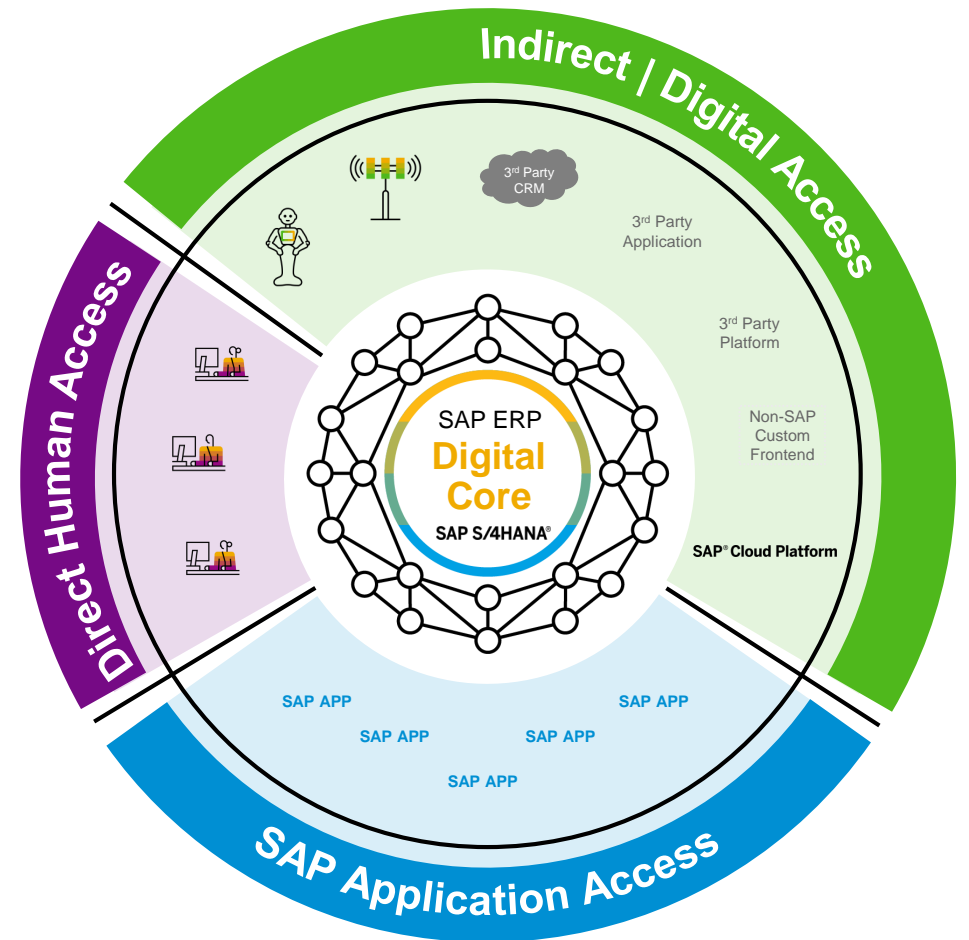 Indirect | Digital Access
3rd Party
CRM
3rd Party
Application
3rd Party
Platform
Non-SAP
Custom
Frontend
SAP® Cloud Platform
Direct Human Access
SAP ERP
Digital
Core
SAP S/4HANA®
SAP APP
SAP APP
SAP APP
SAP APP
SAP APP
SAP Application Access